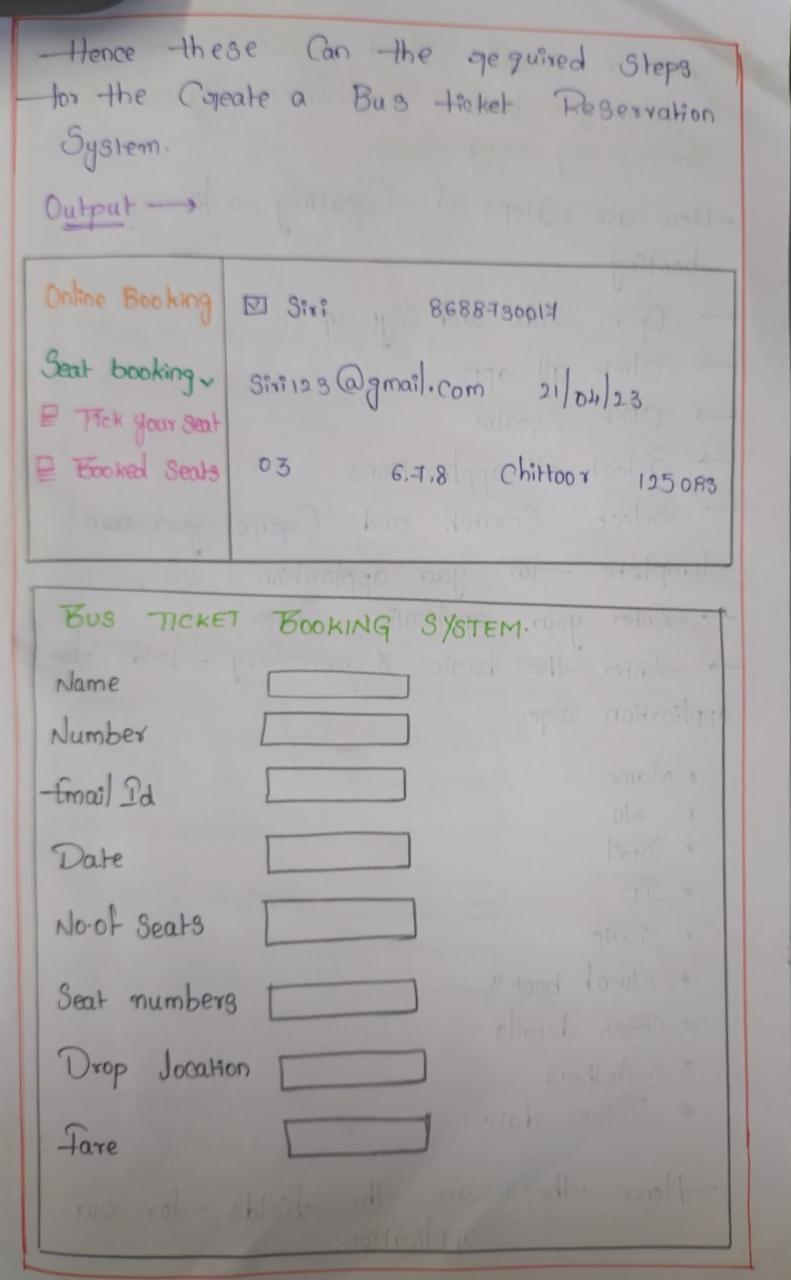 Hence these Can the required Steps
for the Create a Bus ticket Reservation
System.
Output →
Online Booking
Seat booking
Tick your Seat
Booked Seats
Siri 8688730017
Siri123@gmail.com 21/04/23
03 6,7,8 Chittoor 1250RS
BUS TICKET BOOKING SYSTEM.
Name
Number
Email Id
Date
No.of Seats
Seat numbers
Drop location
Fare